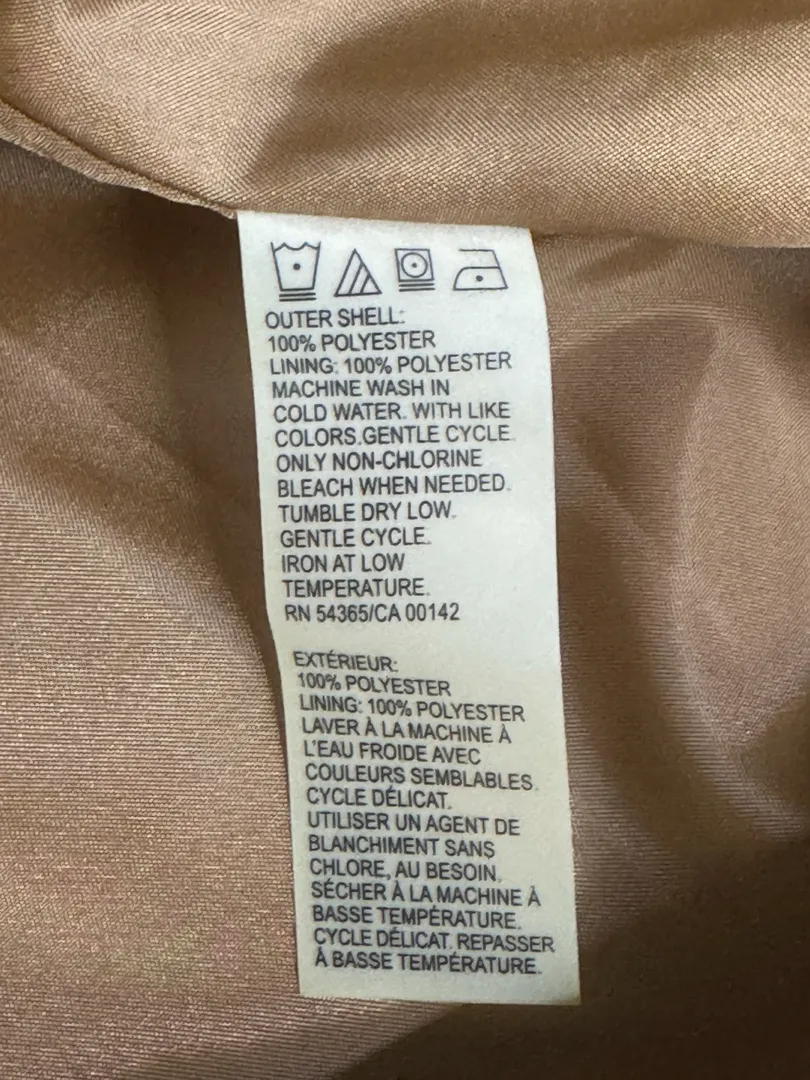 OUTER SHELL:
100% POLYESTER
LINING: 100% POLYESTER
MACHINE WASH IN
COLD WATER. WITH LIKE
COLORS.GENTLE CYCLE.
ONLY NON-CHLORINE
BLEACH WHEN NEEDED.
TUMBLE DRY LOW.
GENTLE CYCLE.
IRON AT LOW
TEMPERATURE.
RN 54365/CA 00142
EXTÉRIEUR:
100% POLYESTER
LINING: 100% POLYESTER
LAVER À LA MACHINE À
L'EAU FROIDE AVEC
COULEURS SEMBLABLES.
CYCLE DÉLICAT.
UTILISER UN AGENT DE
BLANCHIMENT SANS
CHLORE, AU BESOIN.
SÉCHER À LA MACHINE À
BASSE TEMPÉRATURE.
CYCLE DÉLICAT. REPASSER
À BASSE TEMPÉRATURE.